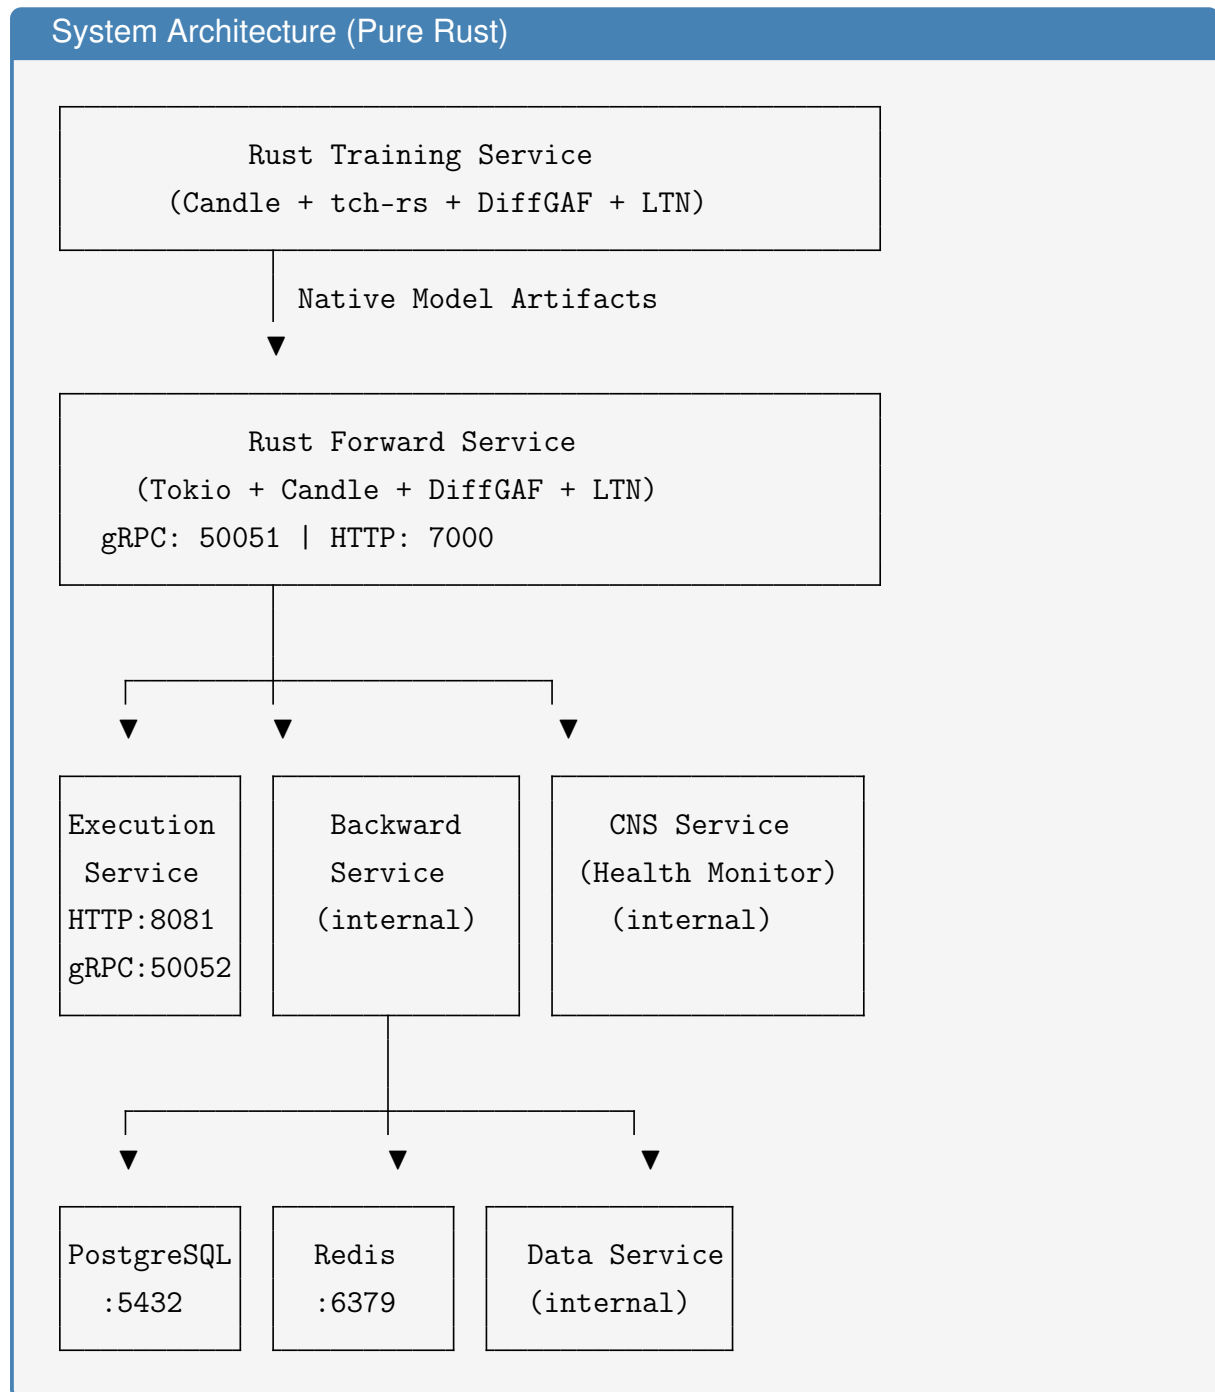 System Architecture (Pure Rust)
Rust Training Service
(Candle + tch-rs + DiffGAF + LTN)
Native Model Artifacts
Rust Forward Service
(Tokio + Candle + DiffGAF + LTN)
gRPC: 50051 | HTTP: 7000
Execution
Service
HTTP:8081
gRPC:50052
Backward
Service
(internal)
CNS Service
(Health Monitor)
(internal)
PostgreSQL
:5432
Redis
:6379
Data Service
(internal)